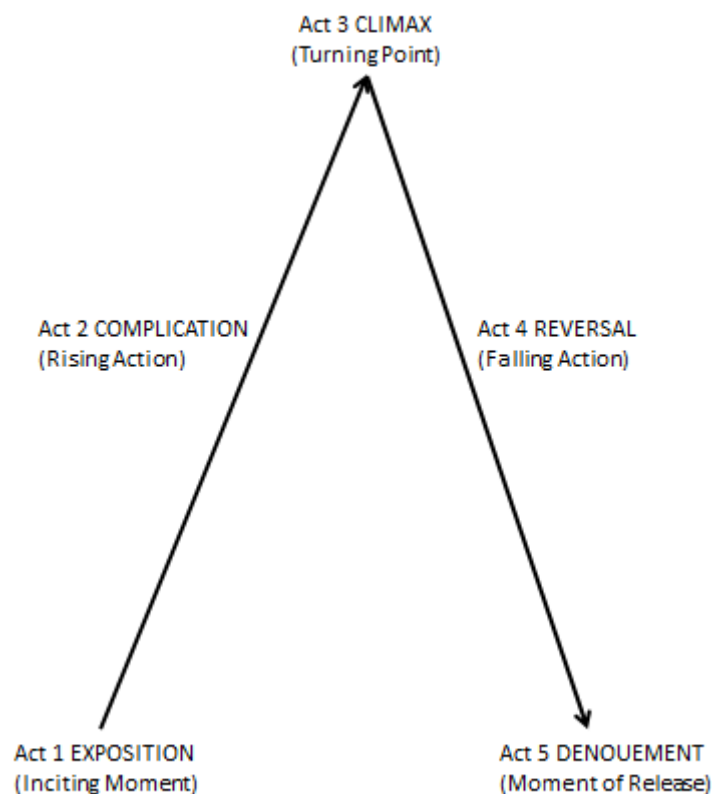 Act 3 CLIMAX
(Turning Point)
Act 2 COMPLICATION
(Rising Action)
Act 4 REVERSAL
(Falling Action)
Act 1 EXPOSITION
(Inciting Moment)
Act 5 DENOUEMENT
(Moment of Release)